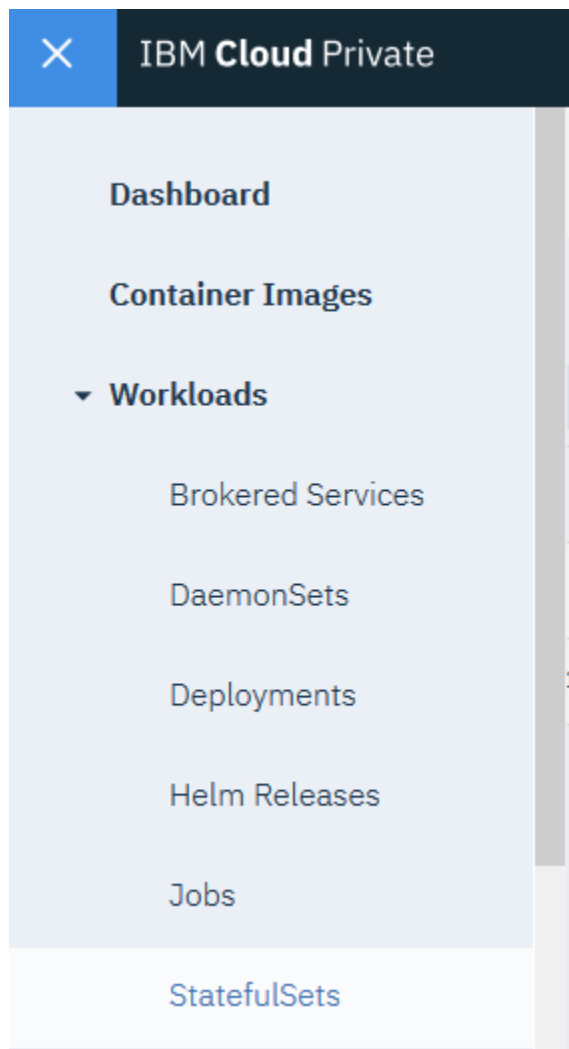 IBM Cloud Private
Dashboard
Container Images
Workloads
Brokered Services
DaemonSets
Deployments
Helm Releases
Jobs
StatefulSets